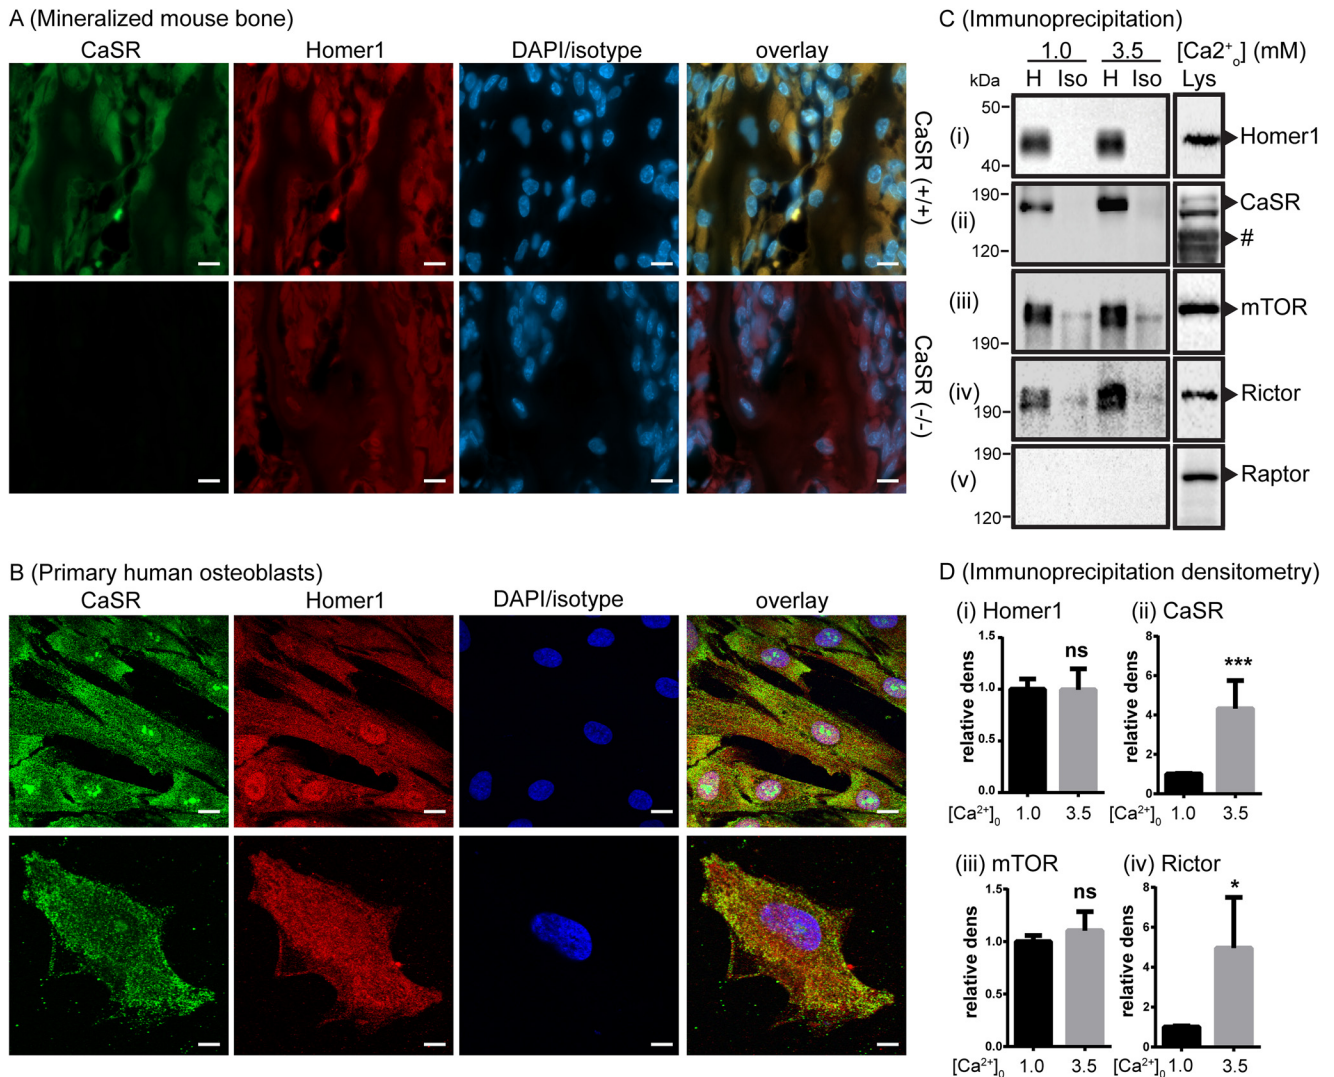 A (Mineralized mouse bone)
CaSR Homer1 DAPI/isotype overlay
CaSR (+/+)
CaSR (-/-)
B (Primary human osteoblasts)
CaSR Homer1 DAPI/isotype overlay
C (Immunoprecipitation)
1.0 3.5 [Ca2⁺ₒ] (mM)
kDa H Iso H Iso Lys
50
(i) Homer1
40
190
(ii) CaSR
#
120
(iii) mTOR
190
(iv) Rictor
190
190
(v) Raptor
120
D (Immunoprecipitation densitometry)
(i) Homer1
relative dens
1.5
1.0
0.5
0.0
ns
[Ca²⁺]₀ 1.0 3.5
(ii) CaSR
relative dens
8
6
4
2
0
***
[Ca²⁺]₀ 1.0 3.5
(iii) mTOR
relative dens
1.5
1.0
0.5
0.0
ns
[Ca²⁺]₀ 1.0 3.5
(iv) Rictor
relative dens
8
6
4
2
0
*
[Ca²⁺]₀ 1.0 3.5